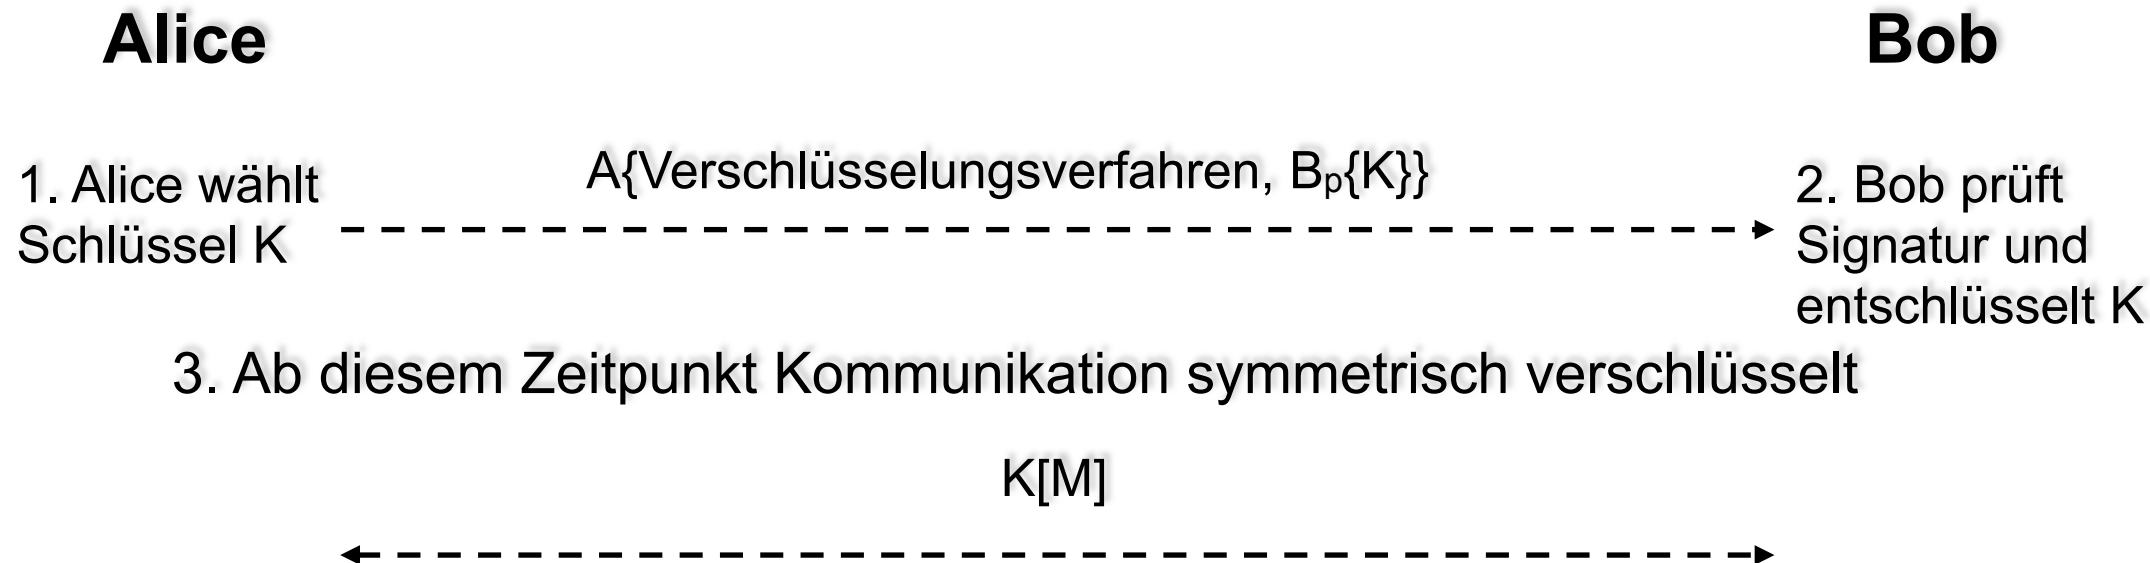 Alice
Bob
1. Alice wählt
Schlüssel K
A{Verschlüsselungsverfahren, Bₚ{K}}
2. Bob prüft
Signatur und
entschlüsselt K
3. Ab diesem Zeitpunkt Kommunikation symmetrisch verschlüsselt
K[M]